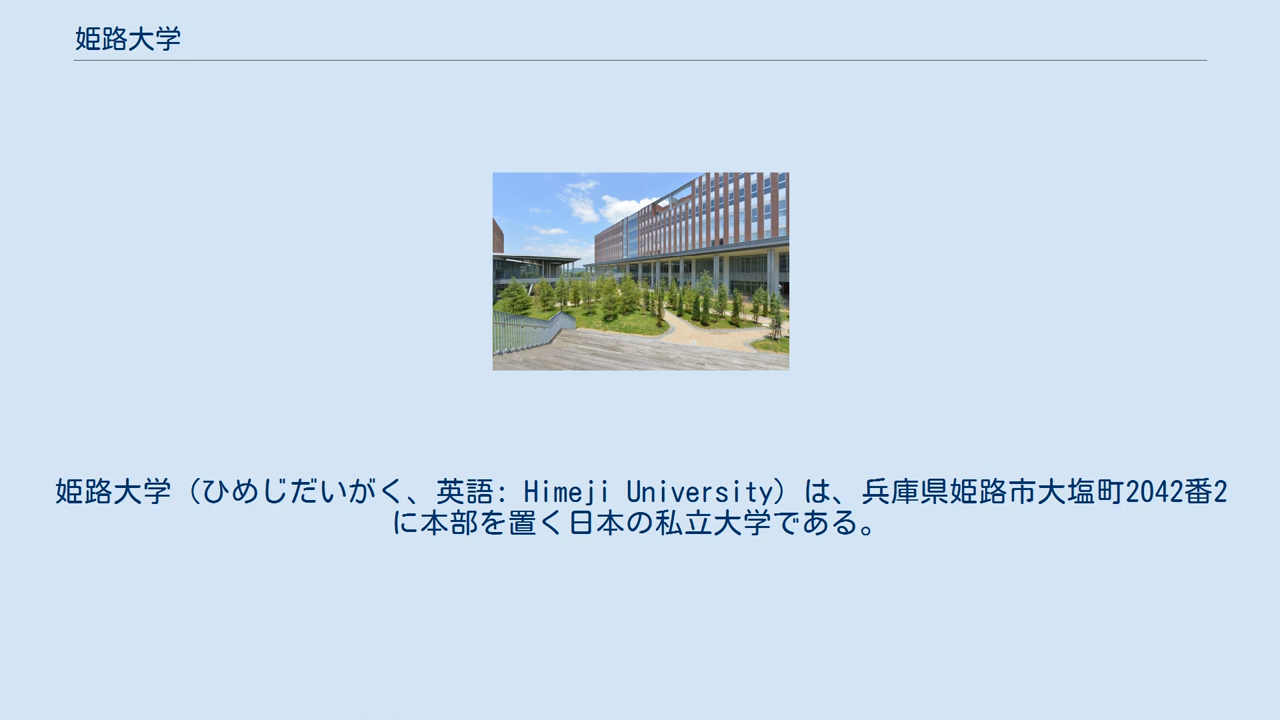 姫路大学
姫路大学（ひめじだいがく、英語: Himeji University）は、兵庫県姫路市大塩町2042番2
に本部を置く日本の私立大学である。